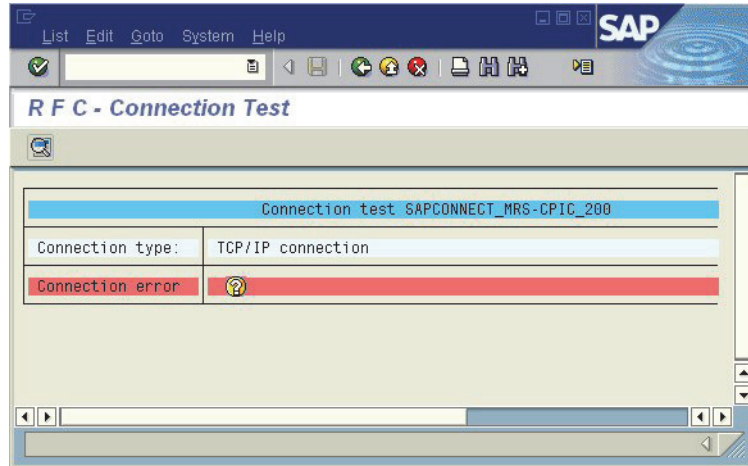 List Edit Goto System Help
SAP
R F C - Connection Test
Connection test SAPCONNECT_MRS-CPIC_200
Connection type: TCP/IP connection
Connection error